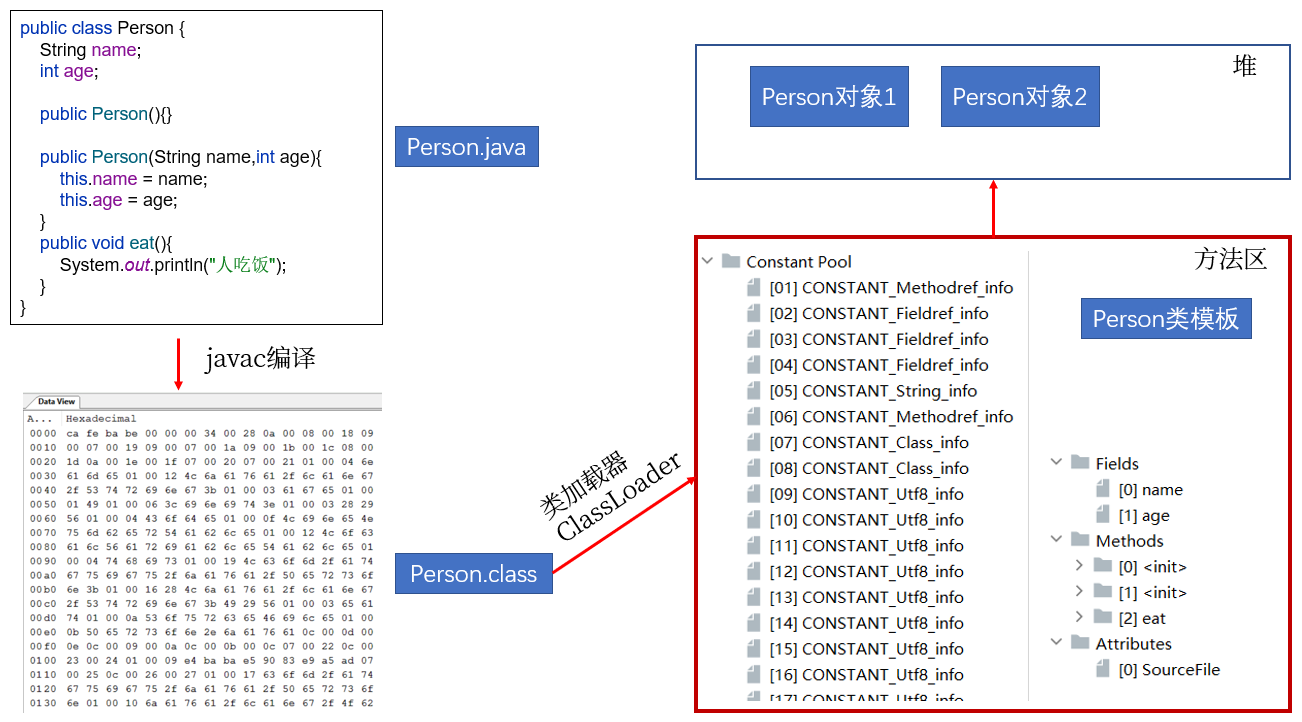 public class Person {
String name;
int age;
public Person(){}
public Person(String name,int age){
this.name = name;
this.age = age;
}
public void eat(){
System.out.println("人吃饭");
}
}
Person.java
javac编译
Data View
A... Hexadecimal
0000 ca fe ba be 00 00 00 34 00 28 0a 00 08 00 18 09
0010 00 07 00 19 09 00 07 00 1a 09 00 1b 00 1c 08 00
0020 1d 0a 00 1e 00 1f 07 00 20 07 00 21 01 00 04 6e
0030 61 6d 65 01 00 12 4c 6a 61 76 61 2f 6c 61 6e 67
0040 2f 53 74 72 69 6e 67 3b 01 00 03 61 67 65 01 00
0050 01 49 01 00 06 3c 69 6e 69 74 3e 01 00 03 28 29
0060 56 01 00 04 43 6f 64 65 01 00 0f 4c 69 6e 65 4e
0070 75 6d 62 65 72 54 61 62 6c 65 01 00 12 4c 6f 63
0080 61 6c 56 61 72 69 61 62 6c 65 54 61 62 6c 65 01
0090 00 04 74 68 69 73 01 00 19 4c 63 6f 6d 2f 61 74
00a0 67 75 69 67 75 2f 6a 61 76 61 2f 50 65 72 73 6f
00b0 6e 3b 01 00 16 28 4c 6a 61 76 61 2f 6c 61 6e 67
00c0 2f 53 74 72 69 6e 67 3b 49 29 56 01 00 03 65 61
00d0 74 01 00 0a 53 6f 75 72 63 65 46 69 6c 65 01 00
00e0 0b 50 65 72 73 6f 6e 2e 6a 61 76 61 0c 00 0d 00
00f0 0e 0c 00 09 00 0a 0c 00 0b 00 0c 07 00 22 0c 00
0100 23 00 24 01 00 09 e4 ba ba e5 90 83 e9 a5 ad 07
0110 00 25 0c 00 26 00 27 01 00 17 63 6f 6d 2f 61 74
0120 67 75 69 67 75 2f 6a 61 76 61 2f 50 65 72 73 6f
0130 6e 01 00 10 6a 61 76 61 2f 6c 61 6e 67 2f 4f 62
Person.class
类加载器
ClassLoader
堆
Person对象1
Person对象2
方法区
Person类模板
Constant Pool
[01] CONSTANT_Methodref_info
[02] CONSTANT_Fieldref_info
[03] CONSTANT_Fieldref_info
[04] CONSTANT_Fieldref_info
[05] CONSTANT_String_info
[06] CONSTANT_Methodref_info
[07] CONSTANT_Class_info
[08] CONSTANT_Class_info
[09] CONSTANT_Utf8_info
[10] CONSTANT_Utf8_info
[11] CONSTANT_Utf8_info
[12] CONSTANT_Utf8_info
[13] CONSTANT_Utf8_info
[14] CONSTANT_Utf8_info
[15] CONSTANT_Utf8_info
[16] CONSTANT_Utf8_info
[17] CONSTANT_Utf8_info
Fields
[0] name
[1] age
Methods
[0] <init>
[1] <init>
[2] eat
Attributes
[0] SourceFile